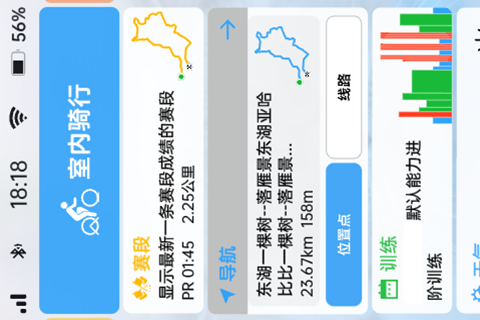 18:18
56%
室内骑行
赛段
显示最新一条赛段成绩的赛段
PR 01:45 2.25公里
导航
东湖一棵树--落雁景东湖亚哈
比比一棵树--落雁景...
23.67km 158m
位置点
线路
训练
默认能力进
阶训练